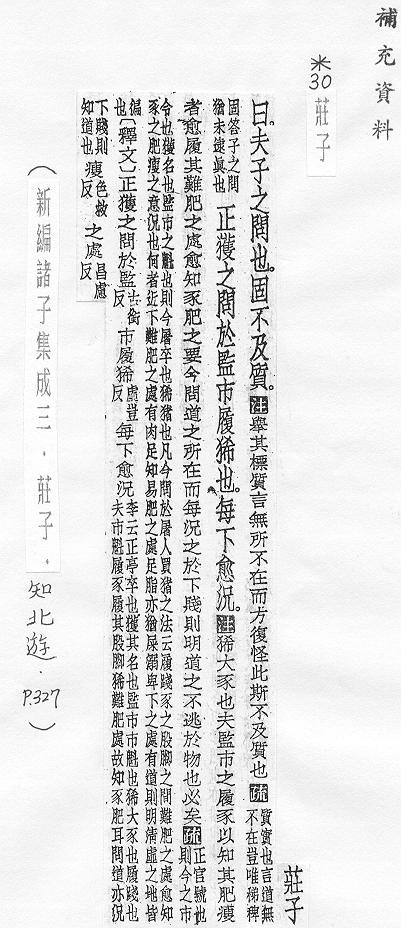 補充資料
※30 莊子
曰。夫子之問也。固不及質。注 舉其標質言無所不在而方復怪此斯不及質也 疏 質實也言道無
不在豈唯稊稗
固答子之問
猶未逮真也 正獲之問於監市履狶也。每下愈況。注 狶大豕也夫監市之履豕以知其肥瘦
者愈履其難肥之處愈知豕肥之要今問道之所在而每況之於下賤則明道之不逃於物也必矣 疏 正官號也
則今之市
令也獲名也監市之魁也則今屠卒也狶豬也凡今問於屠人買豬之法云履踐豕之股腳之間難肥之處愈知
豕之肥瘦之意況也何者近下難肥之處有肉足知易肥之處足脂亦猶屎溺卑下之處有道則明清虛之地皆
徧也〔釋文〕正獲之問於監 古銜反 市履狶 虛豈反 每下愈況 李云正亭卒也獲其名也監市市魁也狶大豕也履踐也
夫市魁履豕履其股腳狶難肥處故知豕肥耳問道亦況
下賤則
知道也 瘦 色救反 之處 昌慮反
莊子
(新編諸子集成三．莊子．知北遊．P.327)